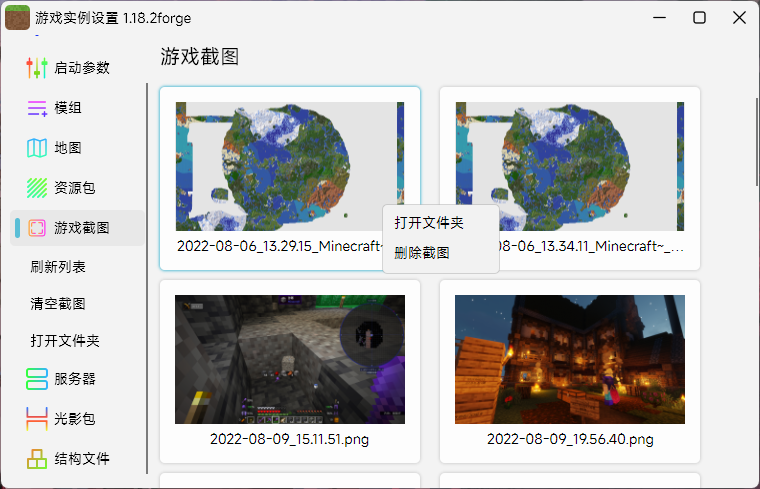 游戏实例设置 1.18.2forge
-
启动参数
模组
地图
资源包
游戏截图
刷新列表
清空截图
打开文件夹
服务器
光影包
结构文件
游戏截图
2022-08-06_13.29.15_Minecraft~
08-06_13.34.11_Minecraft~_...
打开文件夹
删除截图
2022-08-09_15.11.51.png
2022-08-09_19.56.40.png